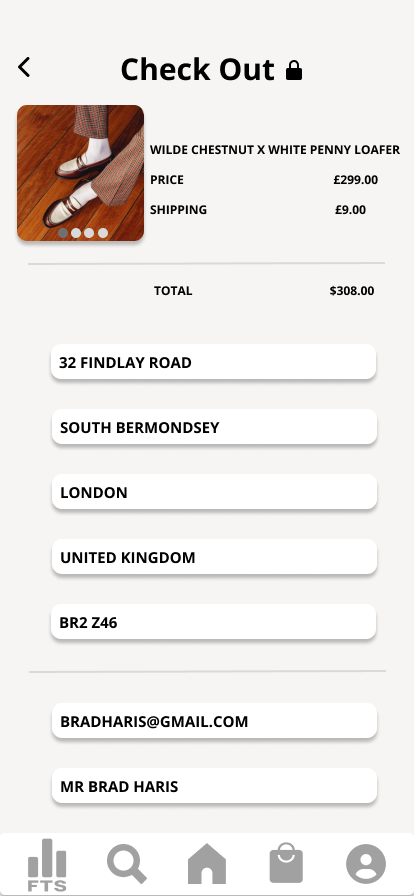 Check Out
WILDE CHESTNUT X WHITE PENNY LOAFER
PRICE £299.00
SHIPPING £9.00
TOTAL $308.00
32 FINDLAY ROAD
SOUTH BERMONDSEY
LONDON
UNITED KINGDOM
BR2 Z46
BRADHARIS@GMAIL.COM
MR BRAD HARIS
FTS